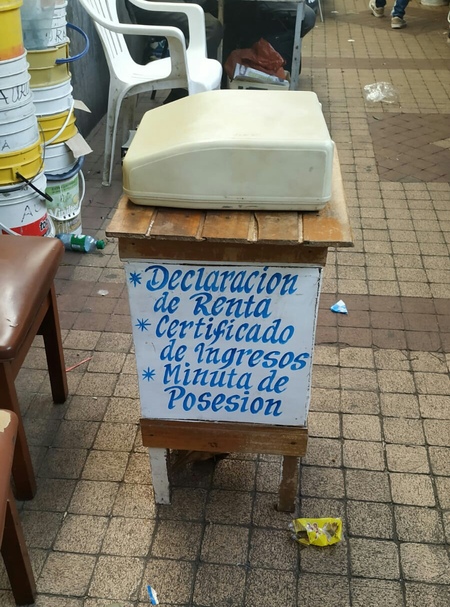 * Declaracion
de Renta
* Certificado
de Ingresos
* Minuta de
Posesion